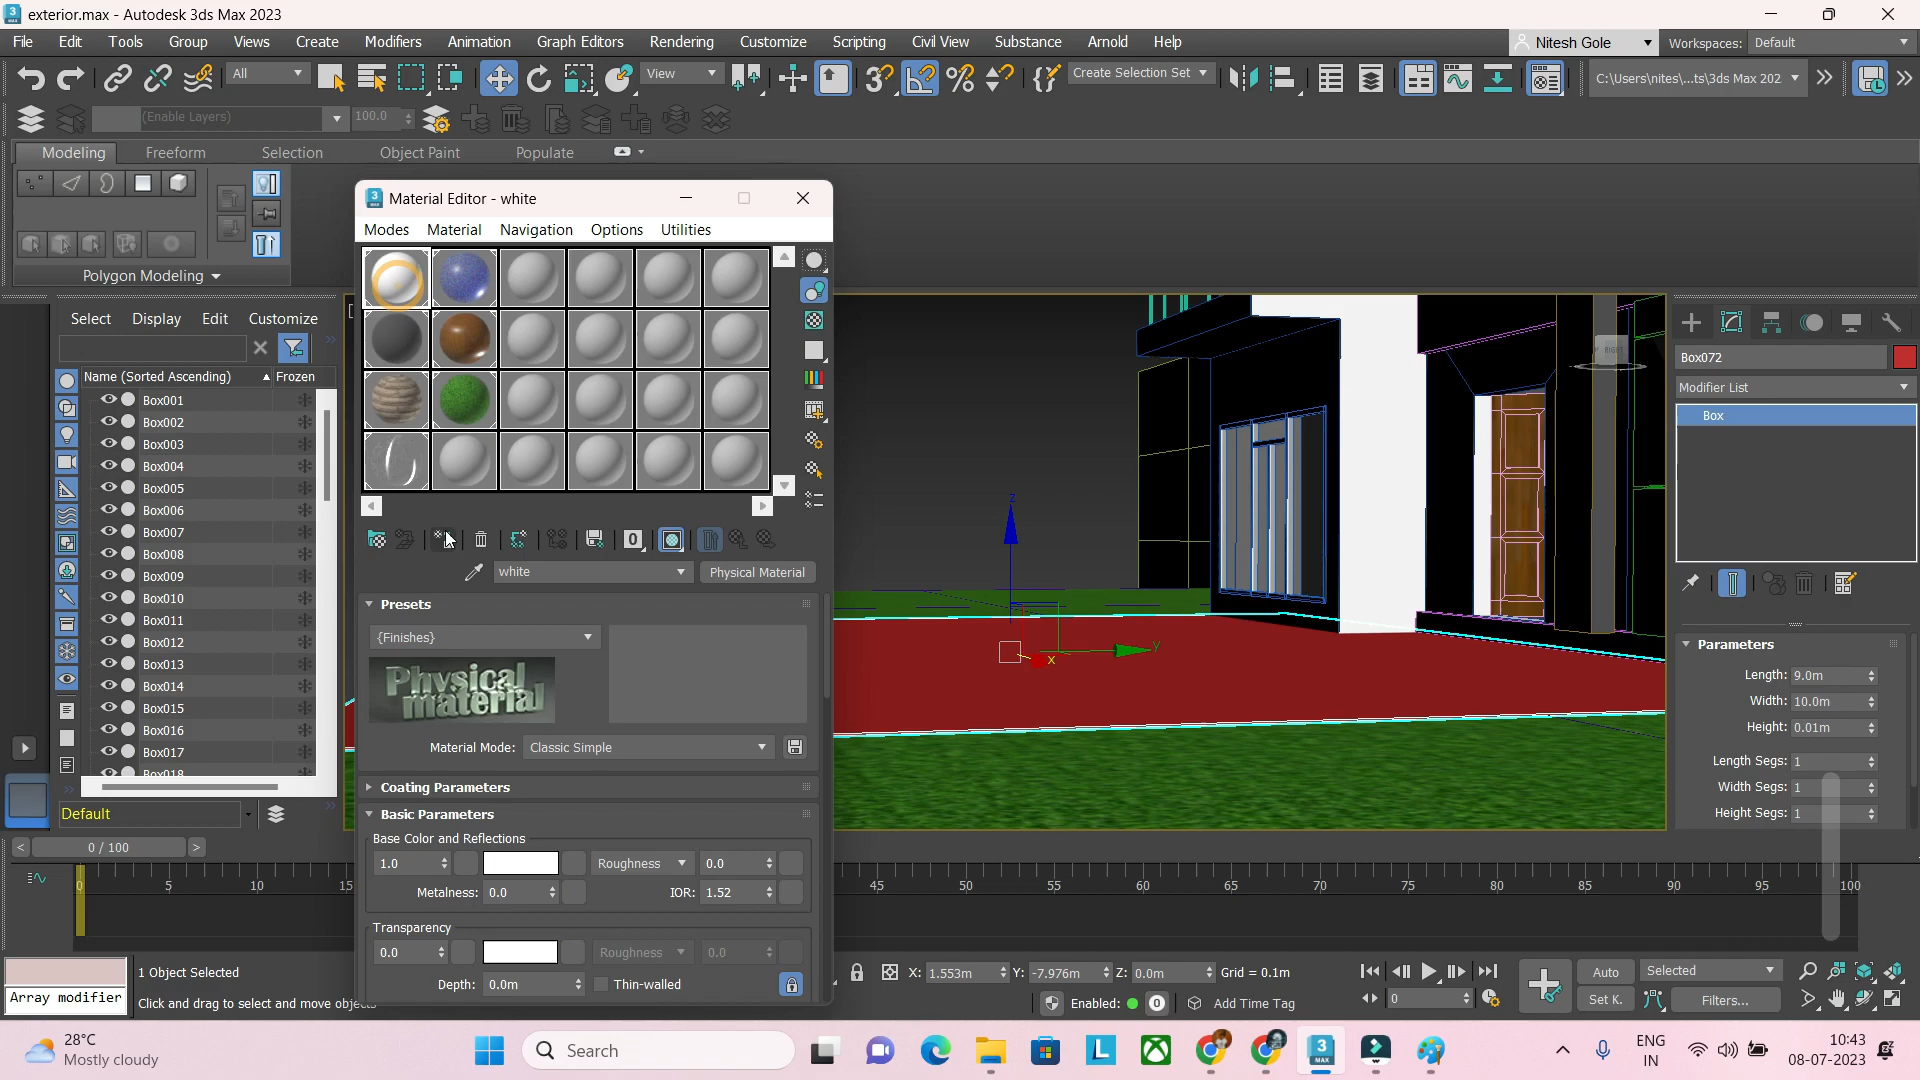 exterior.max - Autodesk 3ds Max 2023
File Edit Tools Group Views Create Modifiers Animation Graph Editors Rendering Customize Scripting Civil View Substance Arnold Help
Nitesh Gole Workspaces: Default
All View Create Selection Set C:\Users\nites\...ts\3ds Max 202
(Enable Layers) 100.0
Modeling Freeform Selection Object Paint Populate
Polygon Modeling
Material Editor - white
Modes Material Navigation Options Utilities
white Physical Material
Presets
{Finishes}
Physical material
Material Mode: Classic Simple
Coating Parameters
Basic Parameters
Base Color and Reflections
1.0 Roughness 0.0
Metalness: 0.0 IOR: 1.52
Transparency
0.0 Roughness 0.0
Depth: 0.0m Thin-walled
Select Display Edit Customize
Name (Sorted Ascending) Frozen
Box001
Box002
Box003
Box004
Box005
Box006
Box007
Box008
Box009
Box010
Box011
Box012
Box013
Box014
Box015
Box016
Box017
Box018
Default
z
x
y
RIGHT
Box072
Modifier List
Box
Parameters
Length: 9.0m
Width: 10.0m
Height: 0.01m
Length Segs: 1
Width Segs: 1
Height Segs: 1
0 / 100
0 5 10 15 45 50 55 60 65 70 75 80 85 90 95 100
1 Object Selected X: 1.553m Y: -7.976m Z: 0.0m Grid = 0.1m Auto Selected
Array modifier Click and drag to select and move objects Enabled: 0 Add Time Tag 0 Set K. Filters...
28°C
Mostly cloudy
Search
ENG
IN
10:43
08-07-2023